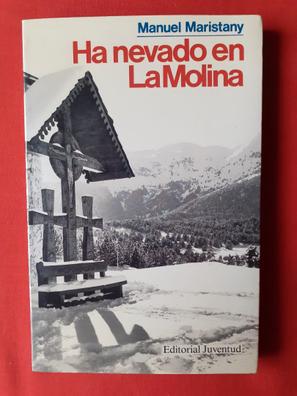 Manuel Maristany
Ha nevado en
La Molina
Editorial Juventud